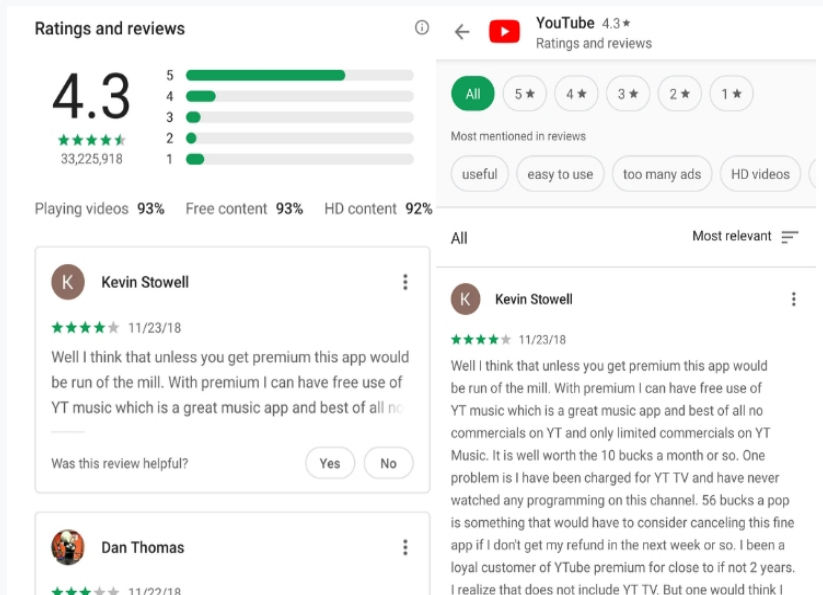 Ratings and reviews
4.3
33,225,918
5
4
3
2
1
Playing videos 93% Free content 93% HD content 92%
K Kevin Stowell
11/23/18
Well I think that unless you get premium this app would
be run of the mill. With premium I can have free use of
YT music which is a great music app and best of all no
Was this review helpful? Yes No
Dan Thomas
11/22/18
YouTube 4.3★
Ratings and reviews
All 5★ 4★ 3★ 2★ 1★
Most mentioned in reviews
useful easy to use too many ads HD videos
All Most relevant
K Kevin Stowell
11/23/18
Well I think that unless you get premium this app would
be run of the mill. With premium I can have free use of
YT music which is a great music app and best of all no
commercials on YT and only limited commercials on YT
Music. It is well worth the 10 bucks a month or so. One
problem is I have been charged for YT TV and have never
watched any programming on this channel. 56 bucks a pop
is something that would have to consider canceling this fine
app if I don't get my refund in the next week or so. I been a
loyal customer of YTube premium for close to if not 2 years.
I realize that does not include YT TV. But one would think I